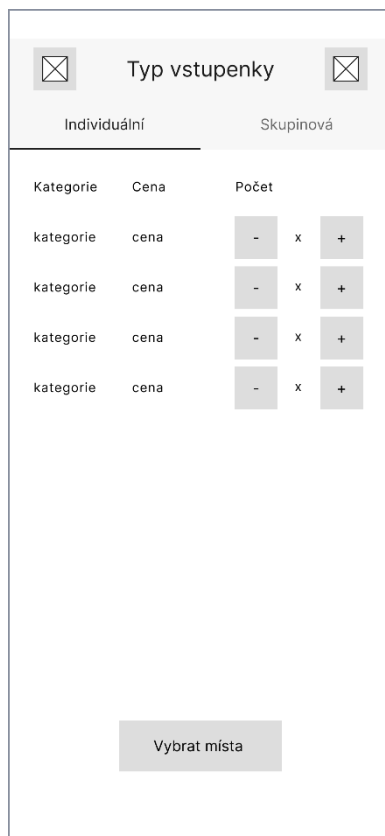 Typ vstupenky
Individuální Skupinová
Kategorie Cena Počet
kategorie cena - x +
kategorie cena - x +
kategorie cena - x +
kategorie cena - x +
Vybrat místa